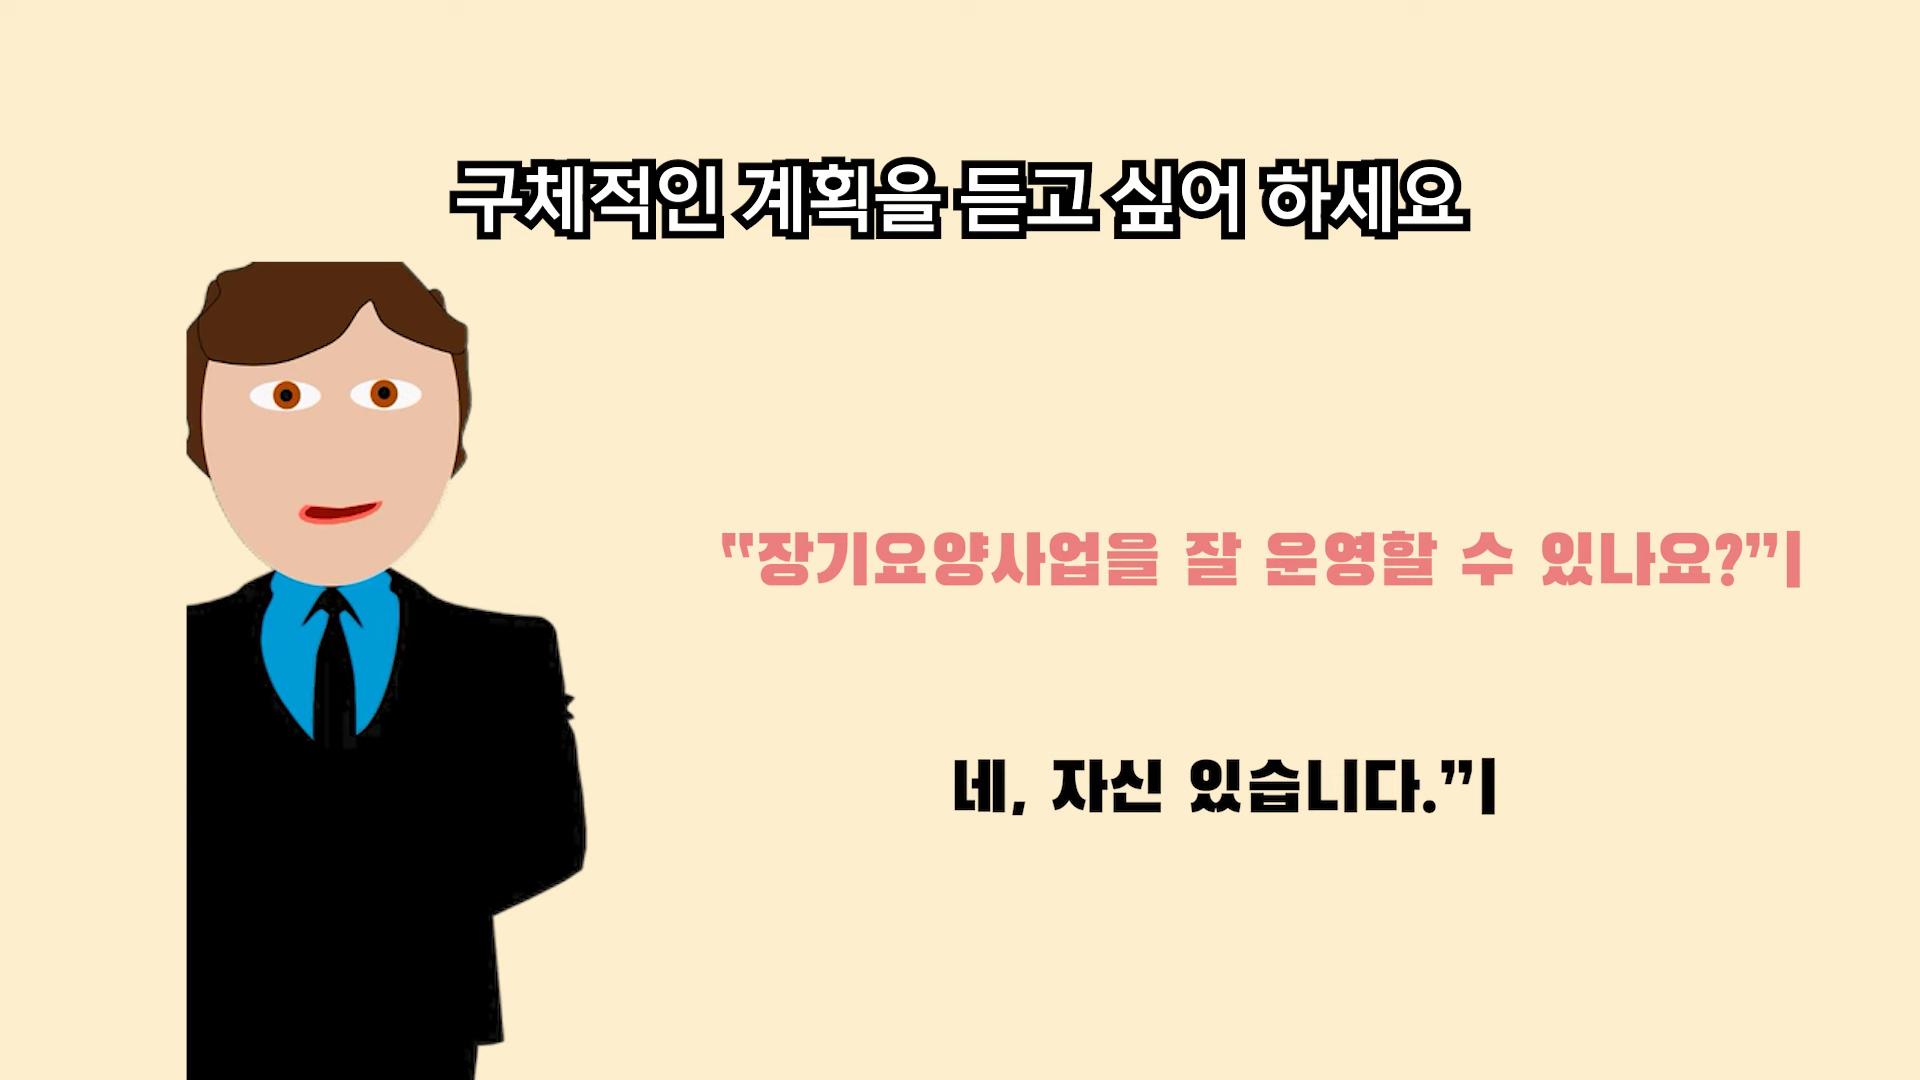 구체적인 계획을 듣고 싶어 하세요
“장기요양사업을 잘 운영할 수 있나요?”|
네, 자신 있습니다.”|